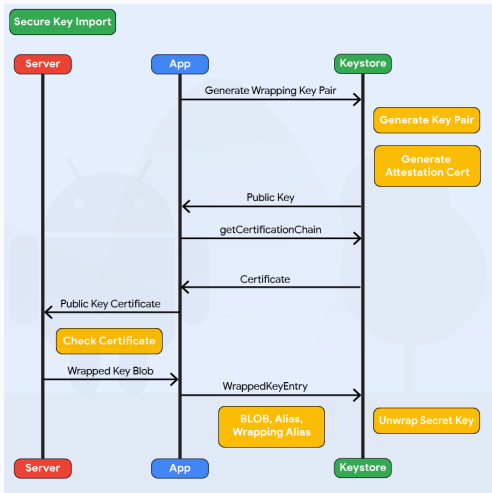 Secure Key Import
Server
App
Keystore
Generate Wrapping Key Pair
Generate Key Pair
Generate
Attestation Cert
Public Key
getCertificationChain
Certificate
Public Key Certificate
Check Certificate
Wrapped Key Blob
WrappedKeyEntry
BLOB, Alias,
Wrapping Alias
Unwrap Secret Key
Server
App
Keystore